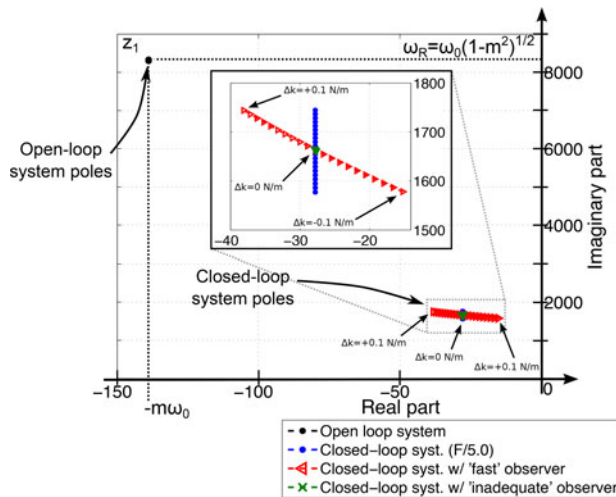 z₁
ω_R=ω₀(1-m²)^1/2
8000
6000
4000
2000
0
Imaginary part
Open-loop
system poles
1800
1700
1600
1500
Δk=+0.1 N/m
Δk=0 N/m
Δk=-0.1 N/m
−40
−30
−20
Closed-loop
system poles
Δk=+0.1 N/m
Δk=0 N/m
Δk=+0.1 N/m
−150
−100
−50
0
-mω₀
Real part
Open loop system
Closed−loop syst. (F/5.0)
Closed−loop syst. w/ 'fast' observer
Closed−loop syst. w/ 'inadequate' observer